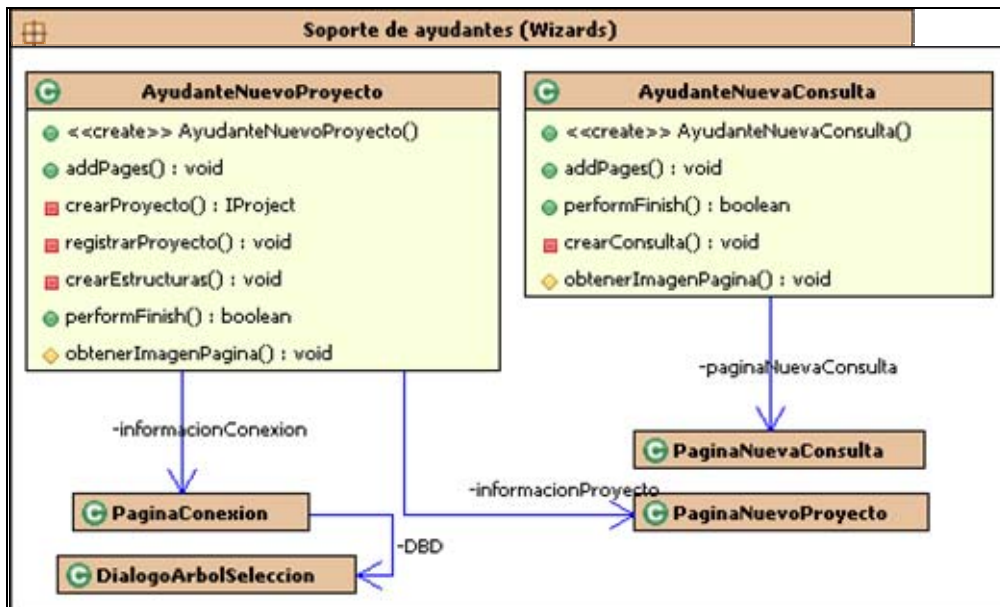 Soporte de ayudantes (Wizards)
AyudanteNuevoProyecto
<<create>> AyudanteNuevoProyecto()
addPages() : void
crearProyecto() : IProject
registrarProyecto() : void
crearEstructuras() : void
performFinish() : boolean
obtenerImagenPagina() : void
AyudanteNuevaConsulta
<<create>> AyudanteNuevaConsulta()
addPages() : void
performFinish() : boolean
crearConsulta() : void
obtenerImagenPagina() : void
-paginaNuevaConsulta
-informacionConexion
PaginaNuevaConsulta
-informacionProyecto
PaginaConexion
PaginaNuevoProyecto
-DBD
DialogoArbolSeleccion